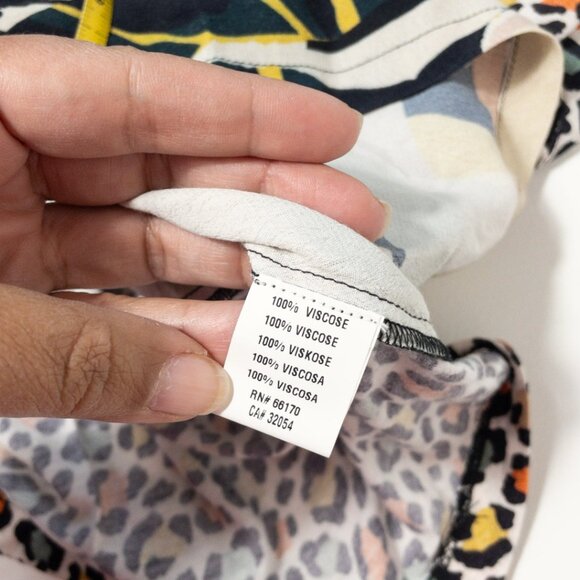 100% VISCOSE
100% VISCOSE
100% VISKOSE
100% VISCOSA
100% VISCOSA
RN# 66170
CA# 32054